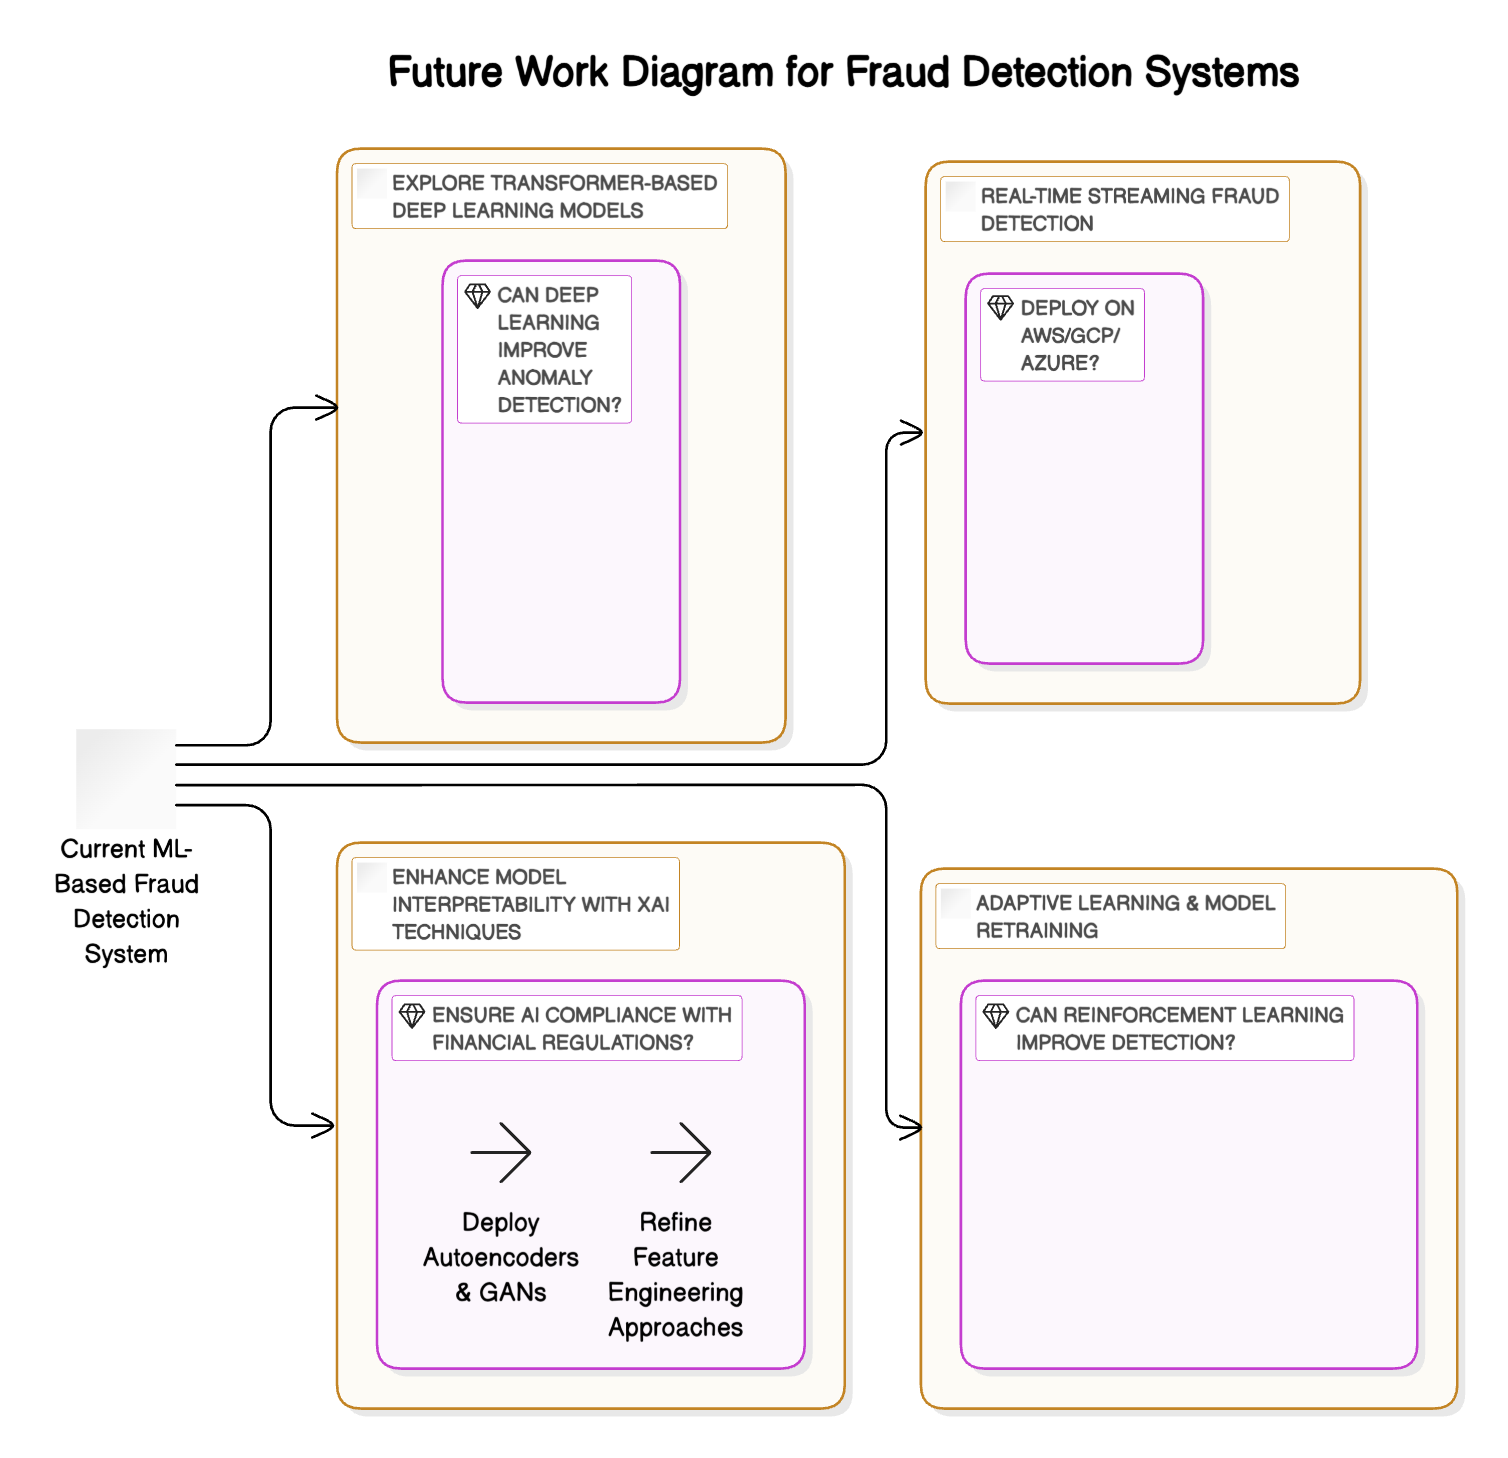 Future Work Diagram for Fraud Detection Systems
EXPLORE TRANSFORMER-BASED
DEEP LEARNING MODELS
CAN DEEP
LEARNING
IMPROVE
ANOMALY
DETECTION?
REAL-TIME STREAMING FRAUD
DETECTION
DEPLOY ON
AWS/GCP/
AZURE?
Current ML-
Based Fraud
Detection
System
ENHANCE MODEL
INTERPRETABILITY WITH XAI
TECHNIQUES
ENSURE AI COMPLIANCE WITH
FINANCIAL REGULATIONS?
Deploy
Autoencoders
& GANs
Refine
Feature
Engineering
Approaches
ADAPTIVE LEARNING & MODEL
RETRAINING
CAN REINFORCEMENT LEARNING
IMPROVE DETECTION?